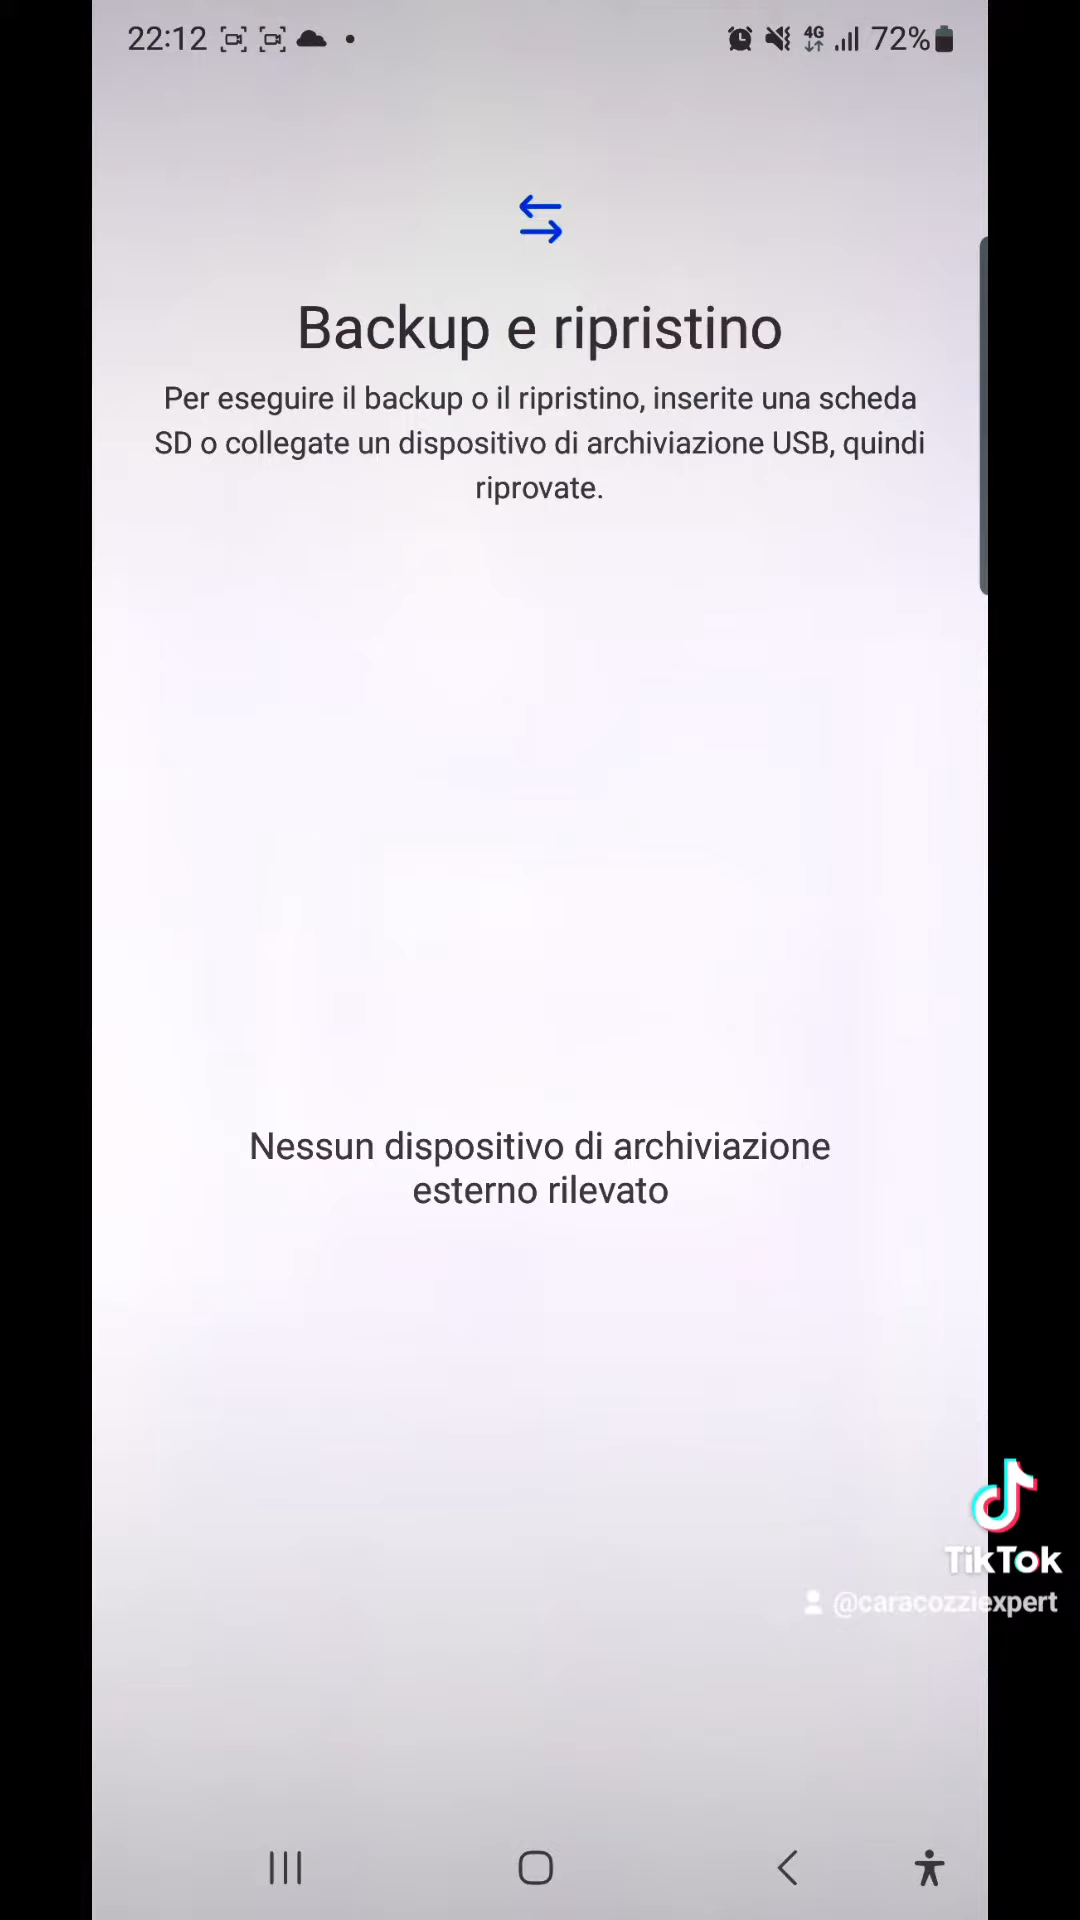 22:12
4G
72%
Backup e ripristino
Per eseguire il backup o il ripristino, inserite una scheda
SD o collegate un dispositivo di archiviazione USB, quindi
riprovate.
Nessun dispositivo di archiviazione
esterno rilevato
TikTok
@caracozziexpert